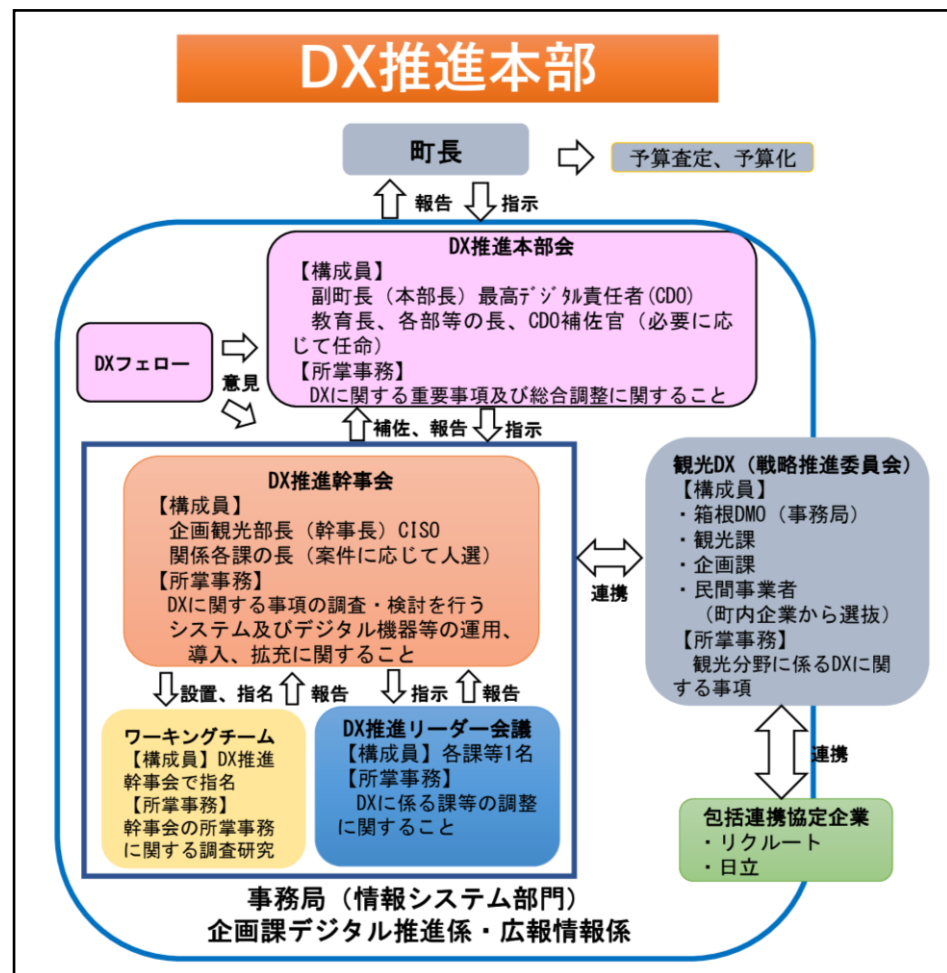 DX推進本部
町長
予算査定、予算化
報告
指示
DX推進本部会
【構成員】
副町長（本部長）最高ﾃﾞｼﾞﾀﾙ責任者(CDO)
教育長、各部等の長、CDO補佐官（必要に応
じて任命）
【所掌事務】
DXに関する重要事項及び総合調整に関すること
DXフェロー
意見
補佐、報告
指示
DX推進幹事会
【構成員】
企画観光部長（幹事長）CISO
関係各課の長（案件に応じて人選）
【所掌事務】
DXに関する事項の調査・検討を行う
システム及びデジタル機器等の運用、
導入、拡充に関すること
連携
観光DX（戦略推進委員会）
【構成員】
・箱根DMO（事務局）
・観光課
・企画課
・民間事業者
（町内企業から選抜）
【所掌事務】
観光分野に係るDXに関
する事項
設置、指名
報告
指示
報告
ワーキングチーム
【構成員】DX推進
幹事会で指名
【所掌事務】
幹事会の所掌事務
に関する調査研究
DX推進リーダー会議
【構成員】各課等1名
【所掌事務】
DXに係る課等の調整
に関すること
連携
包括連携協定企業
・リクルート
・日立
事務局（情報システム部門）
企画課デジタル推進係・広報情報係